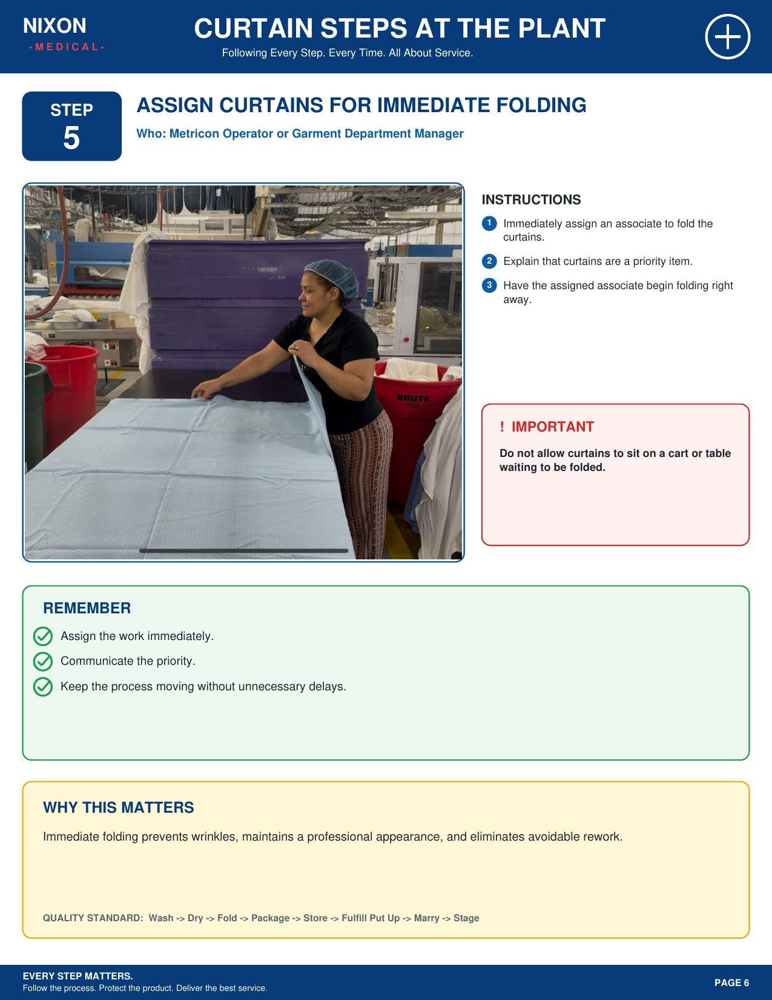 NIXON
-MEDICAL-
CURTAIN STEPS AT THE PLANT
Following Every Step. Every Time. All About Service.
STEP
5
ASSIGN CURTAINS FOR IMMEDIATE FOLDING
Who: Metricon Operator or Garment Department Manager
INSTRUCTIONS
1 Immediately assign an associate to fold the
curtains.
2 Explain that curtains are a priority item.
3 Have the assigned associate begin folding right
away.
BRUTE
! IMPORTANT
Do not allow curtains to sit on a cart or table
waiting to be folded.
REMEMBER
Assign the work immediately.
Communicate the priority.
Keep the process moving without unnecessary delays.
WHY THIS MATTERS
Immediate folding prevents wrinkles, maintains a professional appearance, and eliminates avoidable rework.
QUALITY STANDARD: Wash -> Dry -> Fold -> Package -> Store -> Fulfill Put Up -> Marry -> Stage
EVERY STEP MATTERS.
Follow the process. Protect the product. Deliver the best service.
PAGE 6